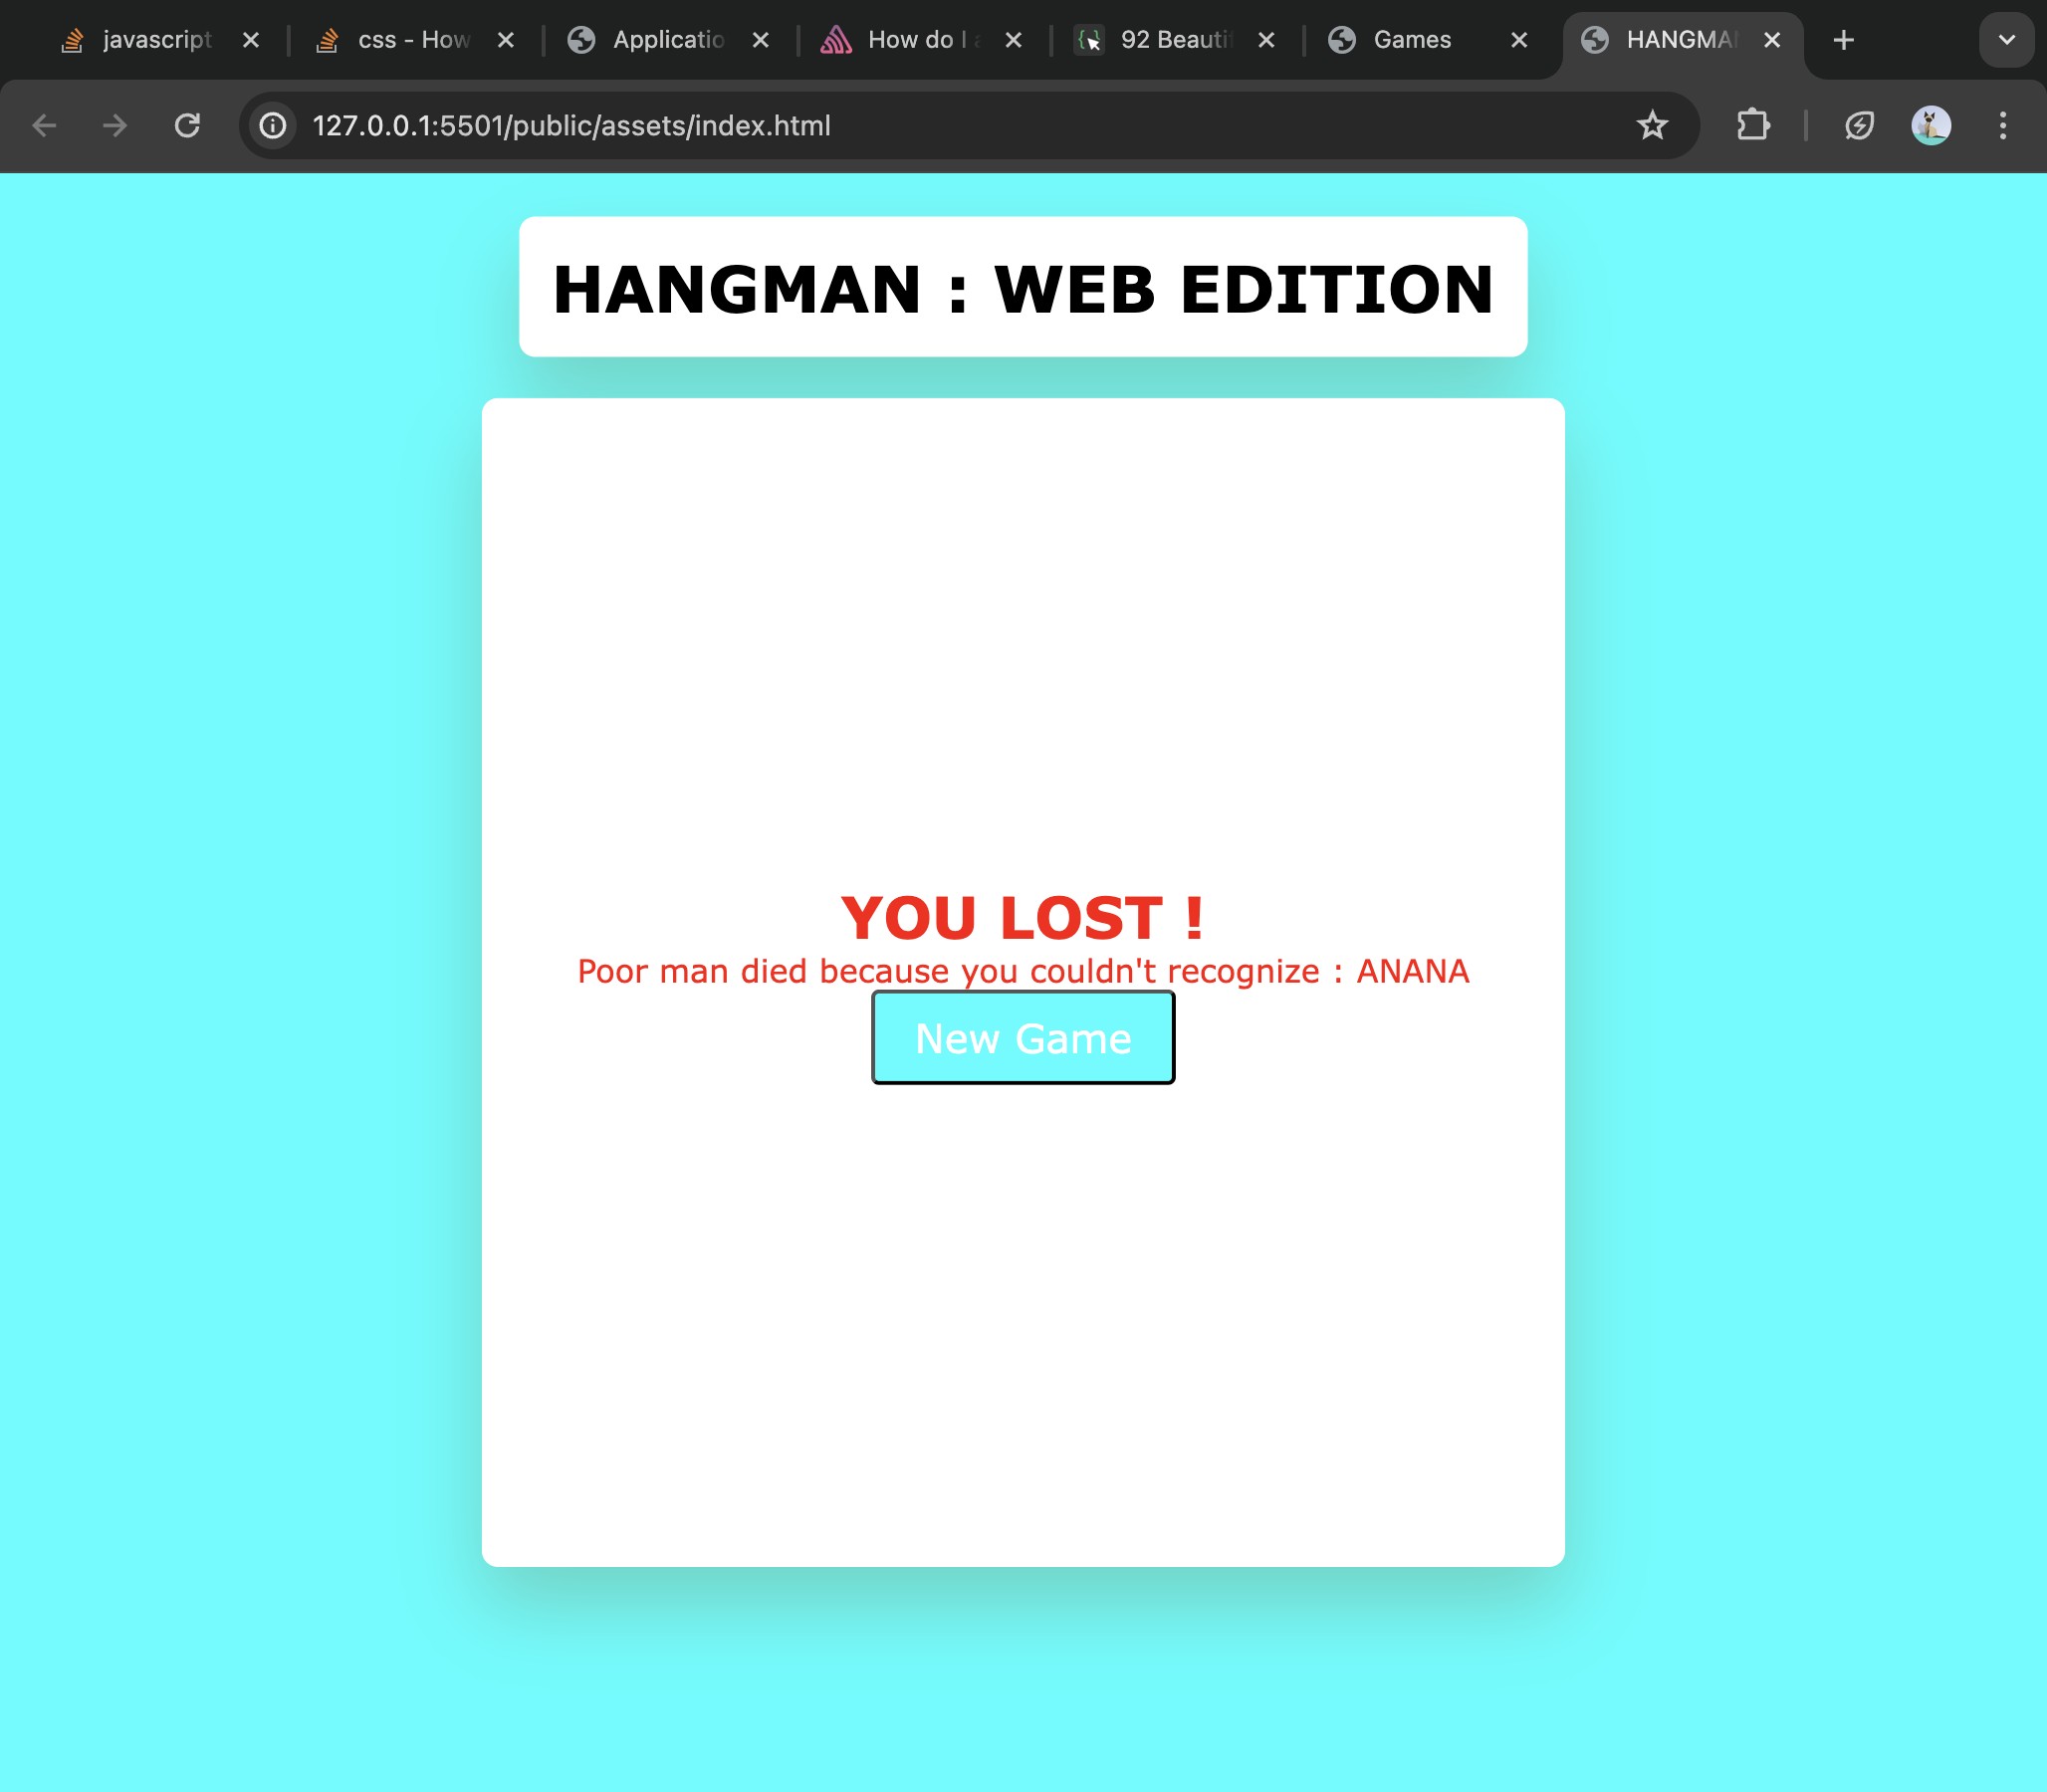 javascript
css - How
Applicatio
How do I a
92 Beauti
Games
HANGMAN
127.0.0.1:5501/public/assets/index.html
HANGMAN : WEB EDITION
YOU LOST !
Poor man died because you couldn't recognize : ANANA
New Game